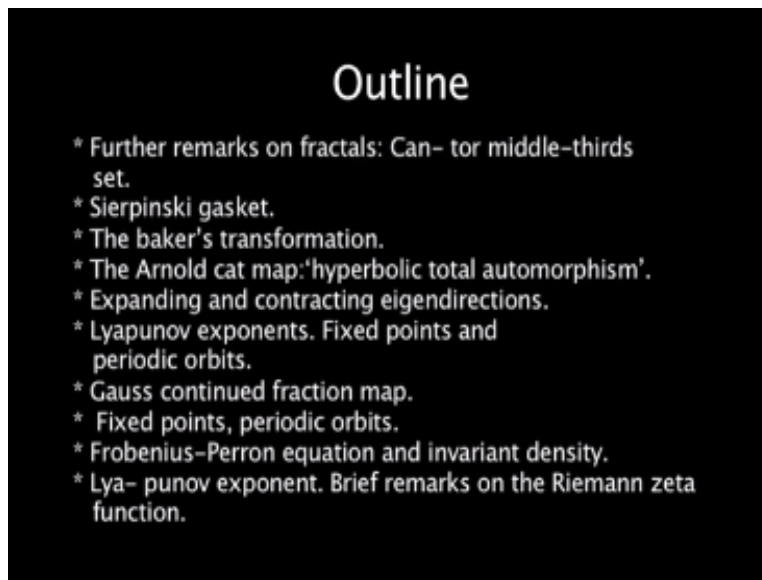 Outline
* Further remarks on fractals: Can- tor middle-thirds
set.
* Sierpinski gasket.
* The baker's transformation.
* The Arnold cat map:‘hyperbolic total automorphism’.
* Expanding and contracting eigendirections.
* Lyapunov exponents. Fixed points and
periodic orbits.
* Gauss continued fraction map.
* Fixed points, periodic orbits.
* Frobenius-Perron equation and invariant density.
* Lya- punov exponent. Brief remarks on the Riemann zeta
function.